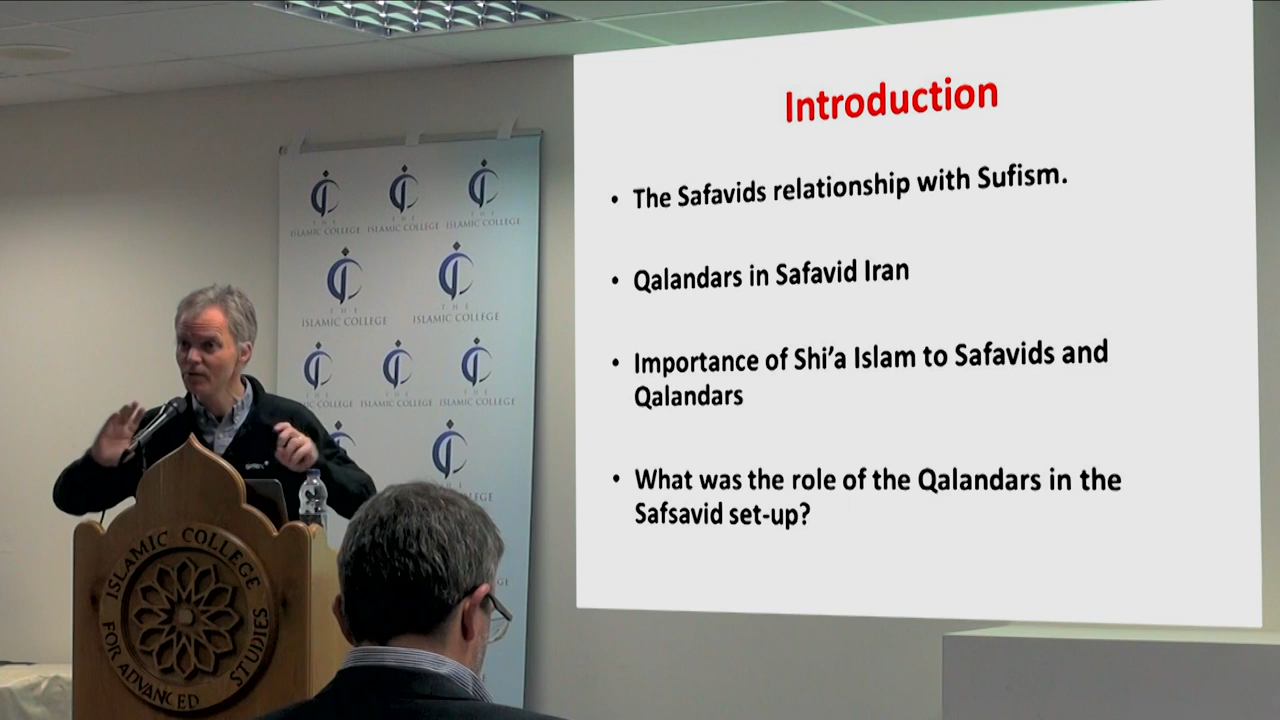 Introduction
• The Safavids relationship with Sufism.
• Qalandars in Safavid Iran
• Importance of Shi'a Islam to Safavids and
Qalandars
• What was the role of the Qalandars in the
Safsavid set-up?
THE THE THE
ISLAMIC COLLEGE ISLAMIC COLLEGE ISLAMIC COLLEGE
THE THE
ISLAMIC COLLEGE ISLAMIC COLLEGE
THE THE
COLLEGE ISLAMIC COLLEGE ISLAMIC COLLEGE
ISLAMIC COLLEGE
FOR ADVANCED
STUDIES